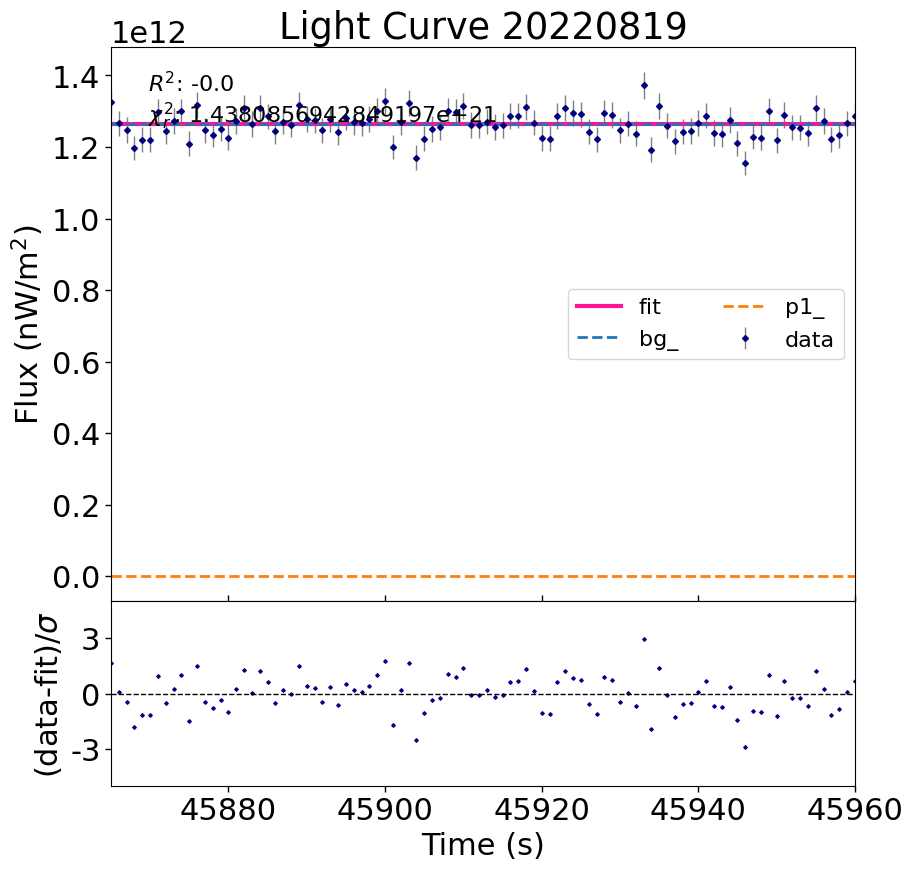 Light Curve 20220819
1e12
R²: -0.0
χ²ᵣ: 1.4380856942849197e+21
1.4
1.2
1.0
0.8
0.6
0.4
0.2
0.0
Flux (nW/m²)
fit
p1_
bg_
data
3
0
-3
(data-fit)/σ
45880
45900
45920
45940
45960
Time (s)